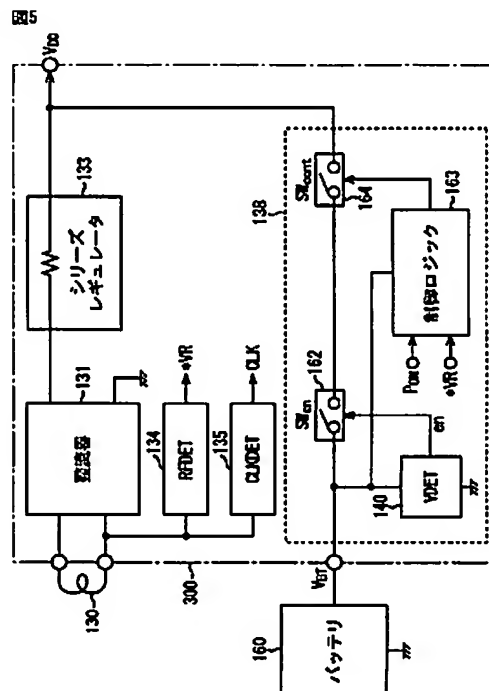 図5
VDD
133
シリーズ
レギュレータ
131
整流器
134
RFDET
*VR
135
CLKDET
CLK
130
300
138
SWcont
164
163
制御ロジック
PON
*VR
162
SWen
en
140
VDET
VBT
160
バッテリ